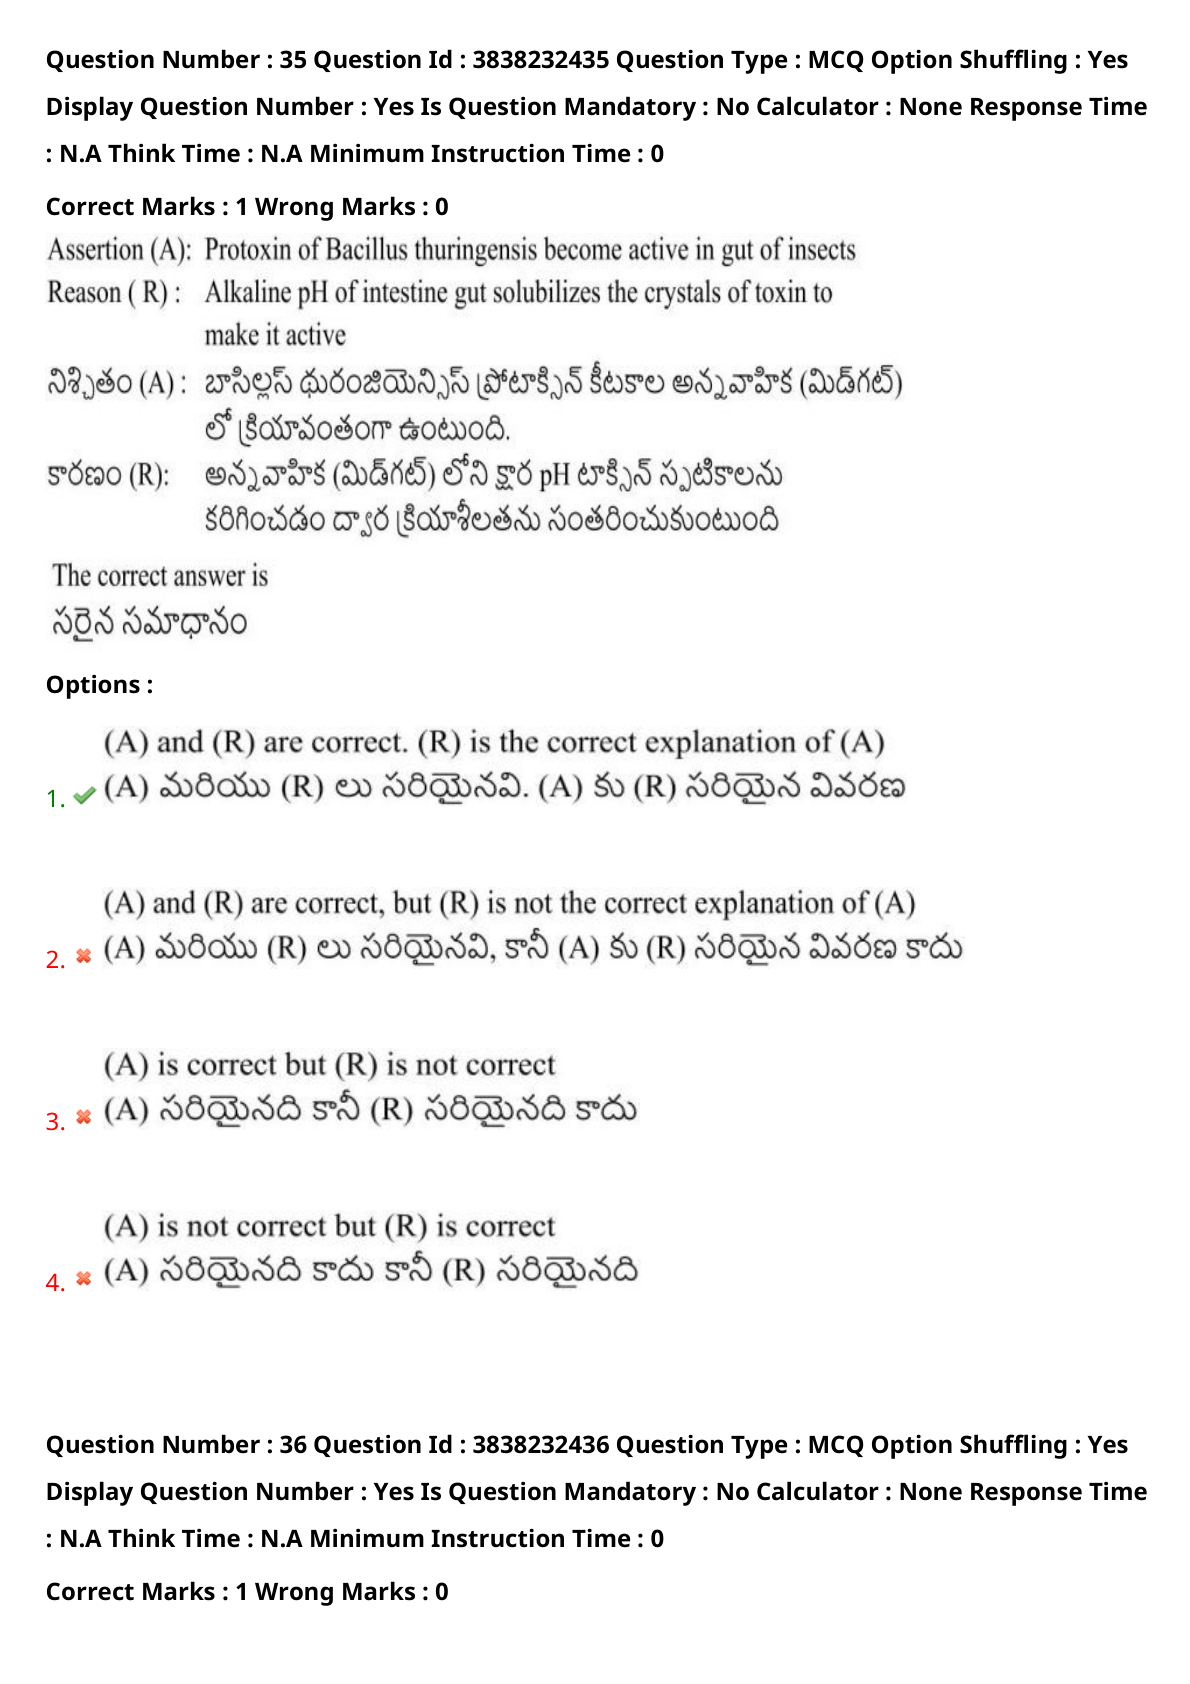 Question Number : 35 Question Id : 3838232435 Question Type : MCQ Option Shuffling : Yes
Display Question Number : Yes Is Question Mandatory : No Calculator : None Response Time
: N.A Think Time : N.A Minimum Instruction Time : 0
Correct Marks : 1 Wrong Marks : 0
Assertion (A): Protoxin of Bacillus thuringensis become active in gut of insects
Reason ( R) : Alkaline pH of intestine gut solubilizes the crystals of toxin to
make it active
నిశ్చితం (A) : బాసిల్లస్ థురంజియెన్సిస్ ప్రోటాక్సిన్ కీటకాల అన్నవాహిక (మిడ్‌గట్)
లో క్రియావంతంగా ఉంటుంది.
కారణం (R): అన్నవాహిక (మిడ్‌గట్) లోని క్షార pH టాక్సిన్ స్పటికాలను
కరిగించడం ద్వార క్రియాశీలతను సంతరించుకుంటుంది
The correct answer is
సరైన సమాధానం
Options :
(A) and (R) are correct. (R) is the correct explanation of (A)
1. (A) మరియు (R) లు సరియైనవి. (A) కు (R) సరియైన వివరణ
(A) and (R) are correct, but (R) is not the correct explanation of (A)
2. (A) మరియు (R) లు సరియైనవి, కానీ (A) కు (R) సరియైన వివరణ కాదు
(A) is correct but (R) is not correct
3. (A) సరియైనది కానీ (R) సరియైనది కాదు
(A) is not correct but (R) is correct
4. (A) సరియైనది కాదు కానీ (R) సరియైనది
Question Number : 36 Question Id : 3838232436 Question Type : MCQ Option Shuffling : Yes
Display Question Number : Yes Is Question Mandatory : No Calculator : None Response Time
: N.A Think Time : N.A Minimum Instruction Time : 0
Correct Marks : 1 Wrong Marks : 0